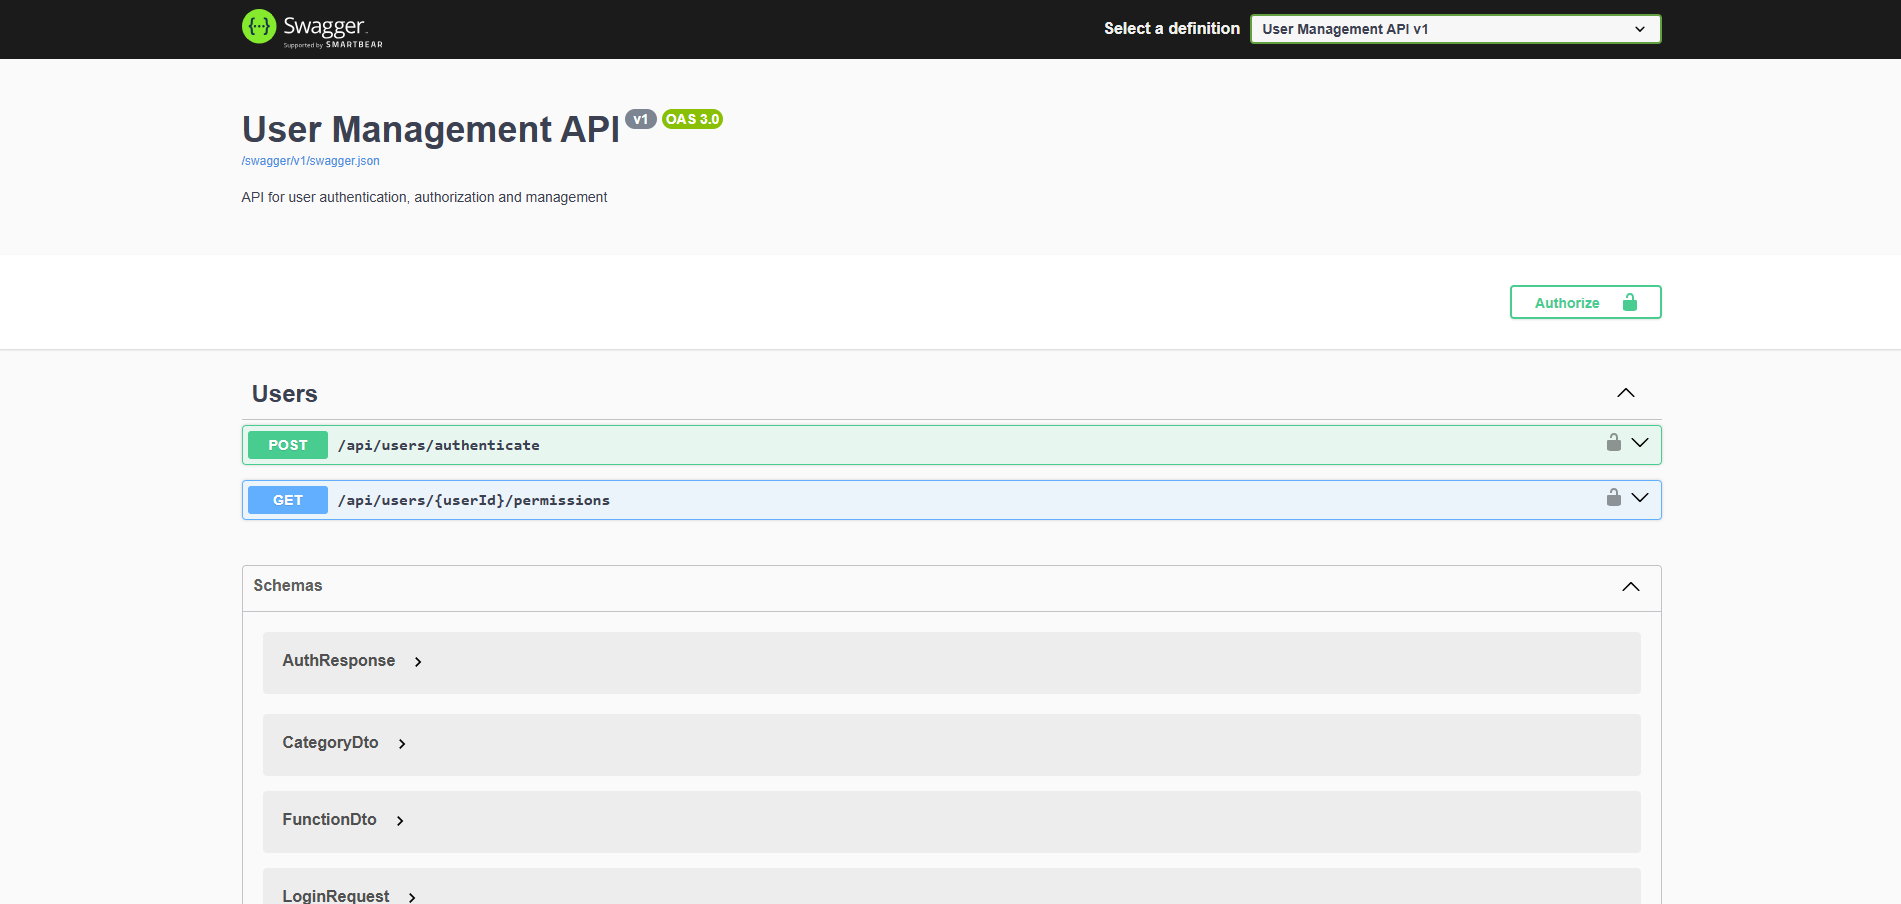 Swagger
Supported by SMARTBEAR
Select a definition
User Management API v1
User Management API v1 OAS 3.0
/swagger/v1/swagger.json
API for user authentication, authorization and management
Authorize
Users
POST /api/users/authenticate
GET /api/users/{userId}/permissions
Schemas
AuthResponse
CategoryDto
FunctionDto
LoginRequest